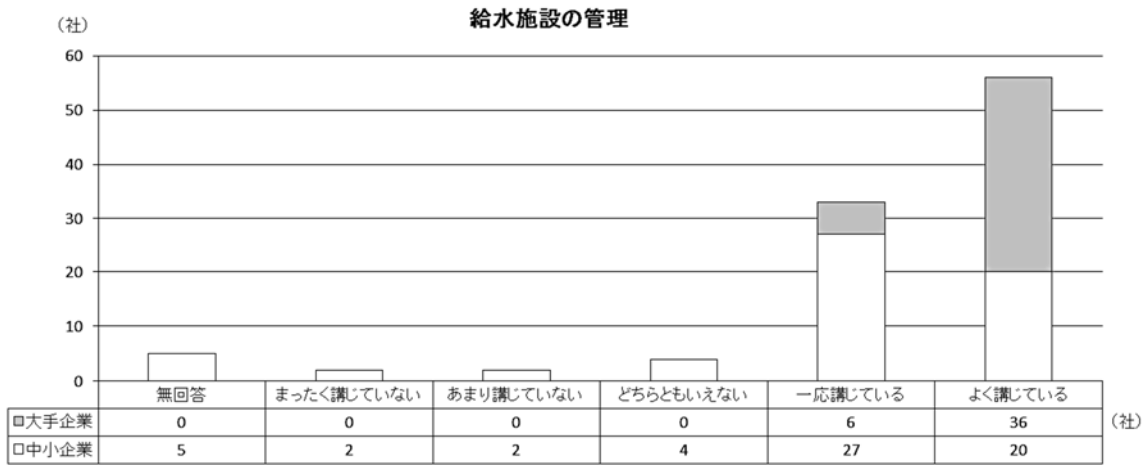 給水施設の管理
（社）
60
50
40
30
20
10
0
無回答 まったく講じていない あまり講じていない どちらともいえない 一応講じている よく講じている
■大手企業 0 0 0 0 6 36 （社）
□中小企業 5 2 2 4 27 20